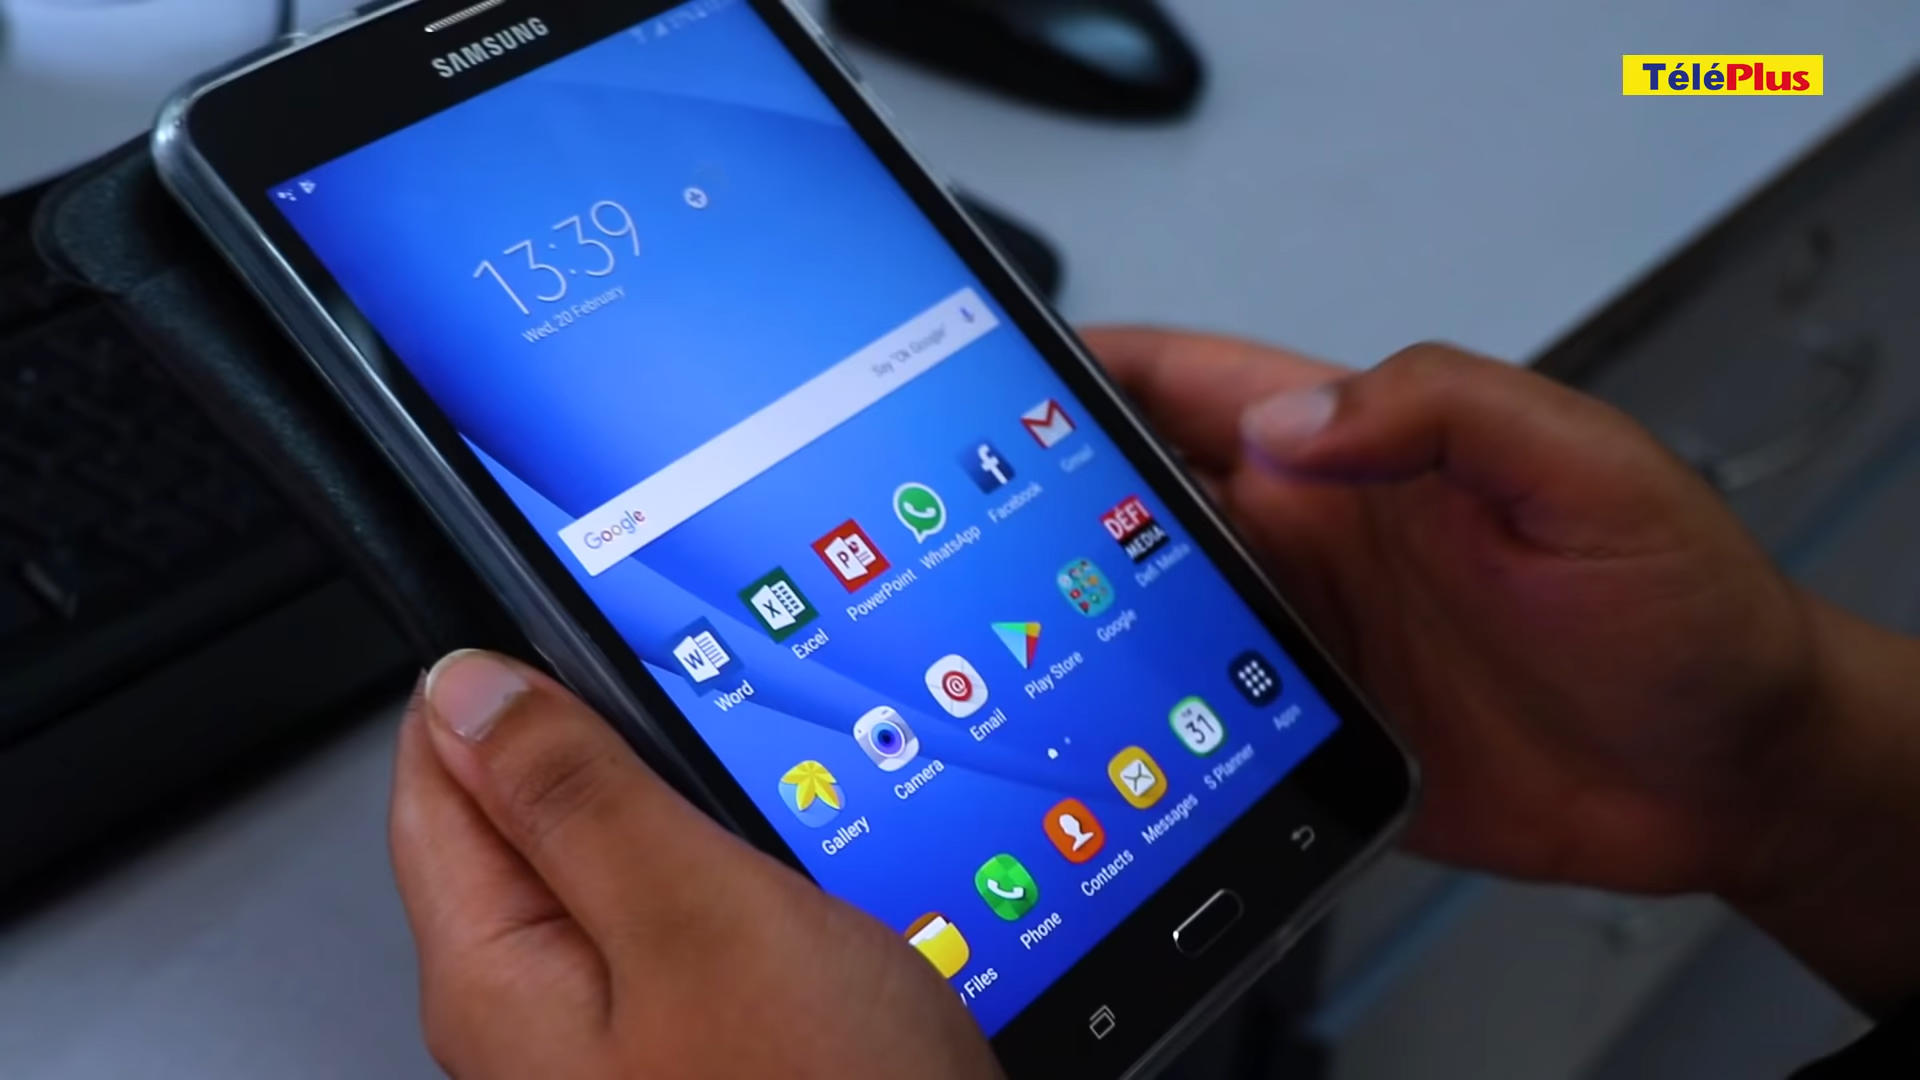 TéléPlus
SAMSUNG
13:39
Wed, 20 February
Google
Say "Ok Google"
Word
Excel
PowerPoint
WhatsApp
Facebook
Gmail
Gallery
Camera
Email
Play Store
Google
DÉFI
MEDIA
Defi Media
Files
Phone
Contacts
Messages
31
S Planner
Apps